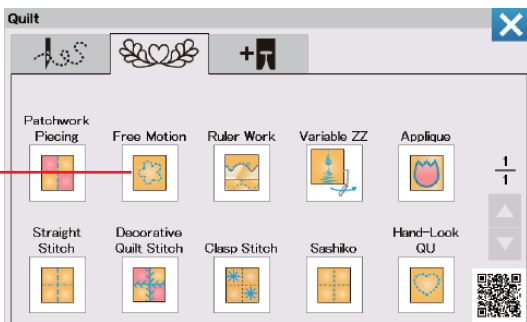 Quilt
Patchwork
Piecing
Free Motion
Ruler Work
Variable ZZ
Applique
1
1
Straight
Stitch
Decorative
Quilt Stitch
Clasp Stitch
Sashiko
Hand-Look
QU